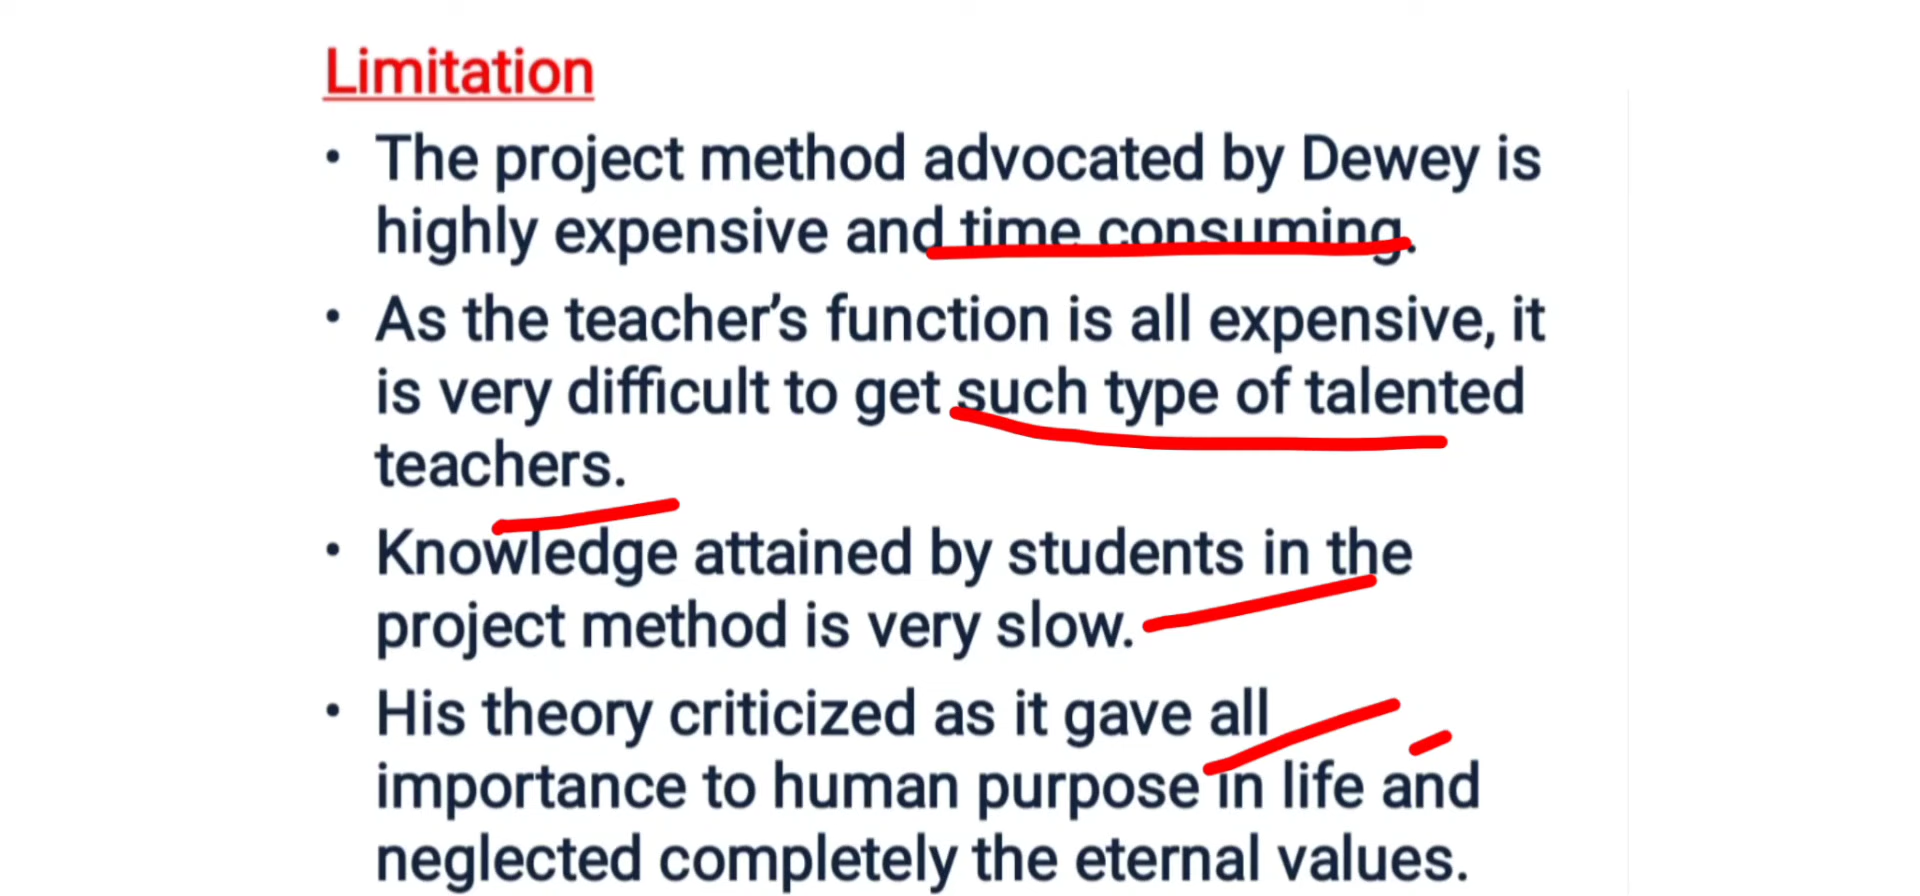 Limitation
• The project method advocated by Dewey is
highly expensive and time consuming.
• As the teacher’s function is all expensive, it
is very difficult to get such type of talented
teachers.
• Knowledge attained by students in the
project method is very slow.
• His theory criticized as it gave all
importance to human purpose in life and
neglected completely the eternal values.